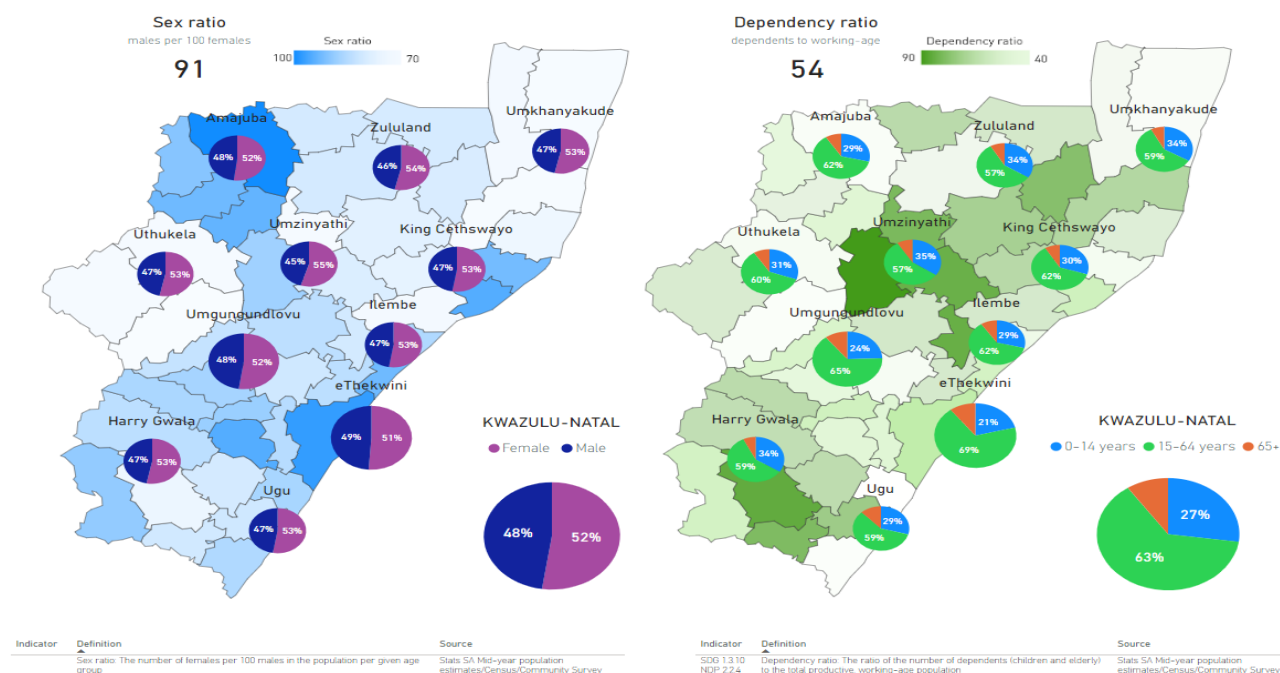 Sex ratio
males per 100 females
91
Sex ratio
100
70
Amajuba
48%
52%
Zululand
46%
54%
Umkhanyakude
47%
53%
Uthukela
47%
53%
Umzinyathi
45%
55%
King Cethswayo
47%
53%
Umgungundlovu
48%
52%
Ilembe
47%
53%
eThekwini
49%
51%
Harry Gwala
47%
53%
Ugu
47%
53%
KWAZULU-NATAL
Female
Male
48%
52%
Indicator
Definition
Source
Sex ratio: The number of females per 100 males in the population per given age
group
Stats SA Mid-year population
estimates/Census/Community Survey
Dependency ratio
dependents to working-age
54
Dependency ratio
90
40
Amajuba
29%
62%
Zululand
34%
57%
Umkhanyakude
34%
59%
Uthukela
31%
60%
Umzinyathi
35%
57%
King Cethswayo
30%
62%
Umgungundlovu
24%
65%
Ilembe
29%
62%
eThekwini
21%
69%
Harry Gwala
34%
59%
Ugu
29%
59%
KWAZULU-NATAL
0-14 years
15-64 years
65+
27%
63%
Indicator
Definition
Source
SDG 1.3.10
NDP 2.2.4
Dependency ratio: The ratio of the number of dependents (children and elderly)
to the total productive, working-age population
Stats SA Mid-year population
estimates/Census/Community Survey